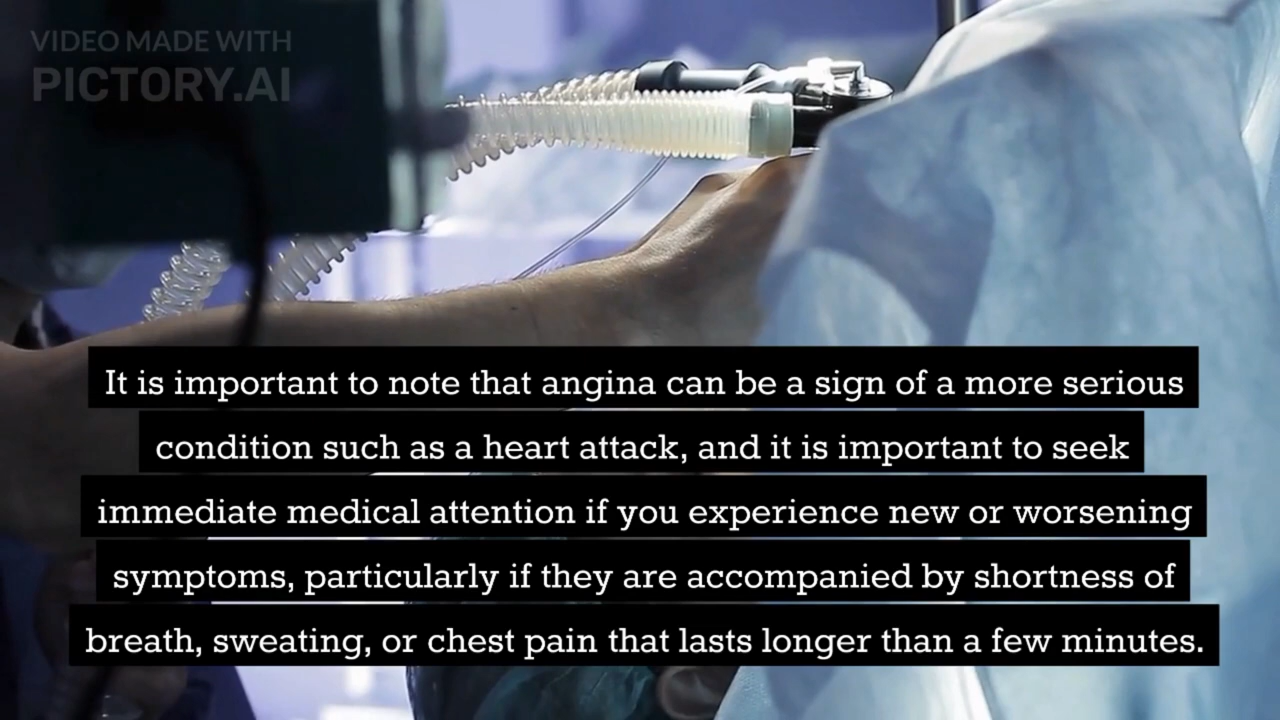 VIDEO MADE WITH
PICTORY.AI
It is important to note that angina can be a sign of a more serious
condition such as a heart attack, and it is important to seek
immediate medical attention if you experience new or worsening
symptoms, particularly if they are accompanied by shortness of
breath, sweating, or chest pain that lasts longer than a few minutes.